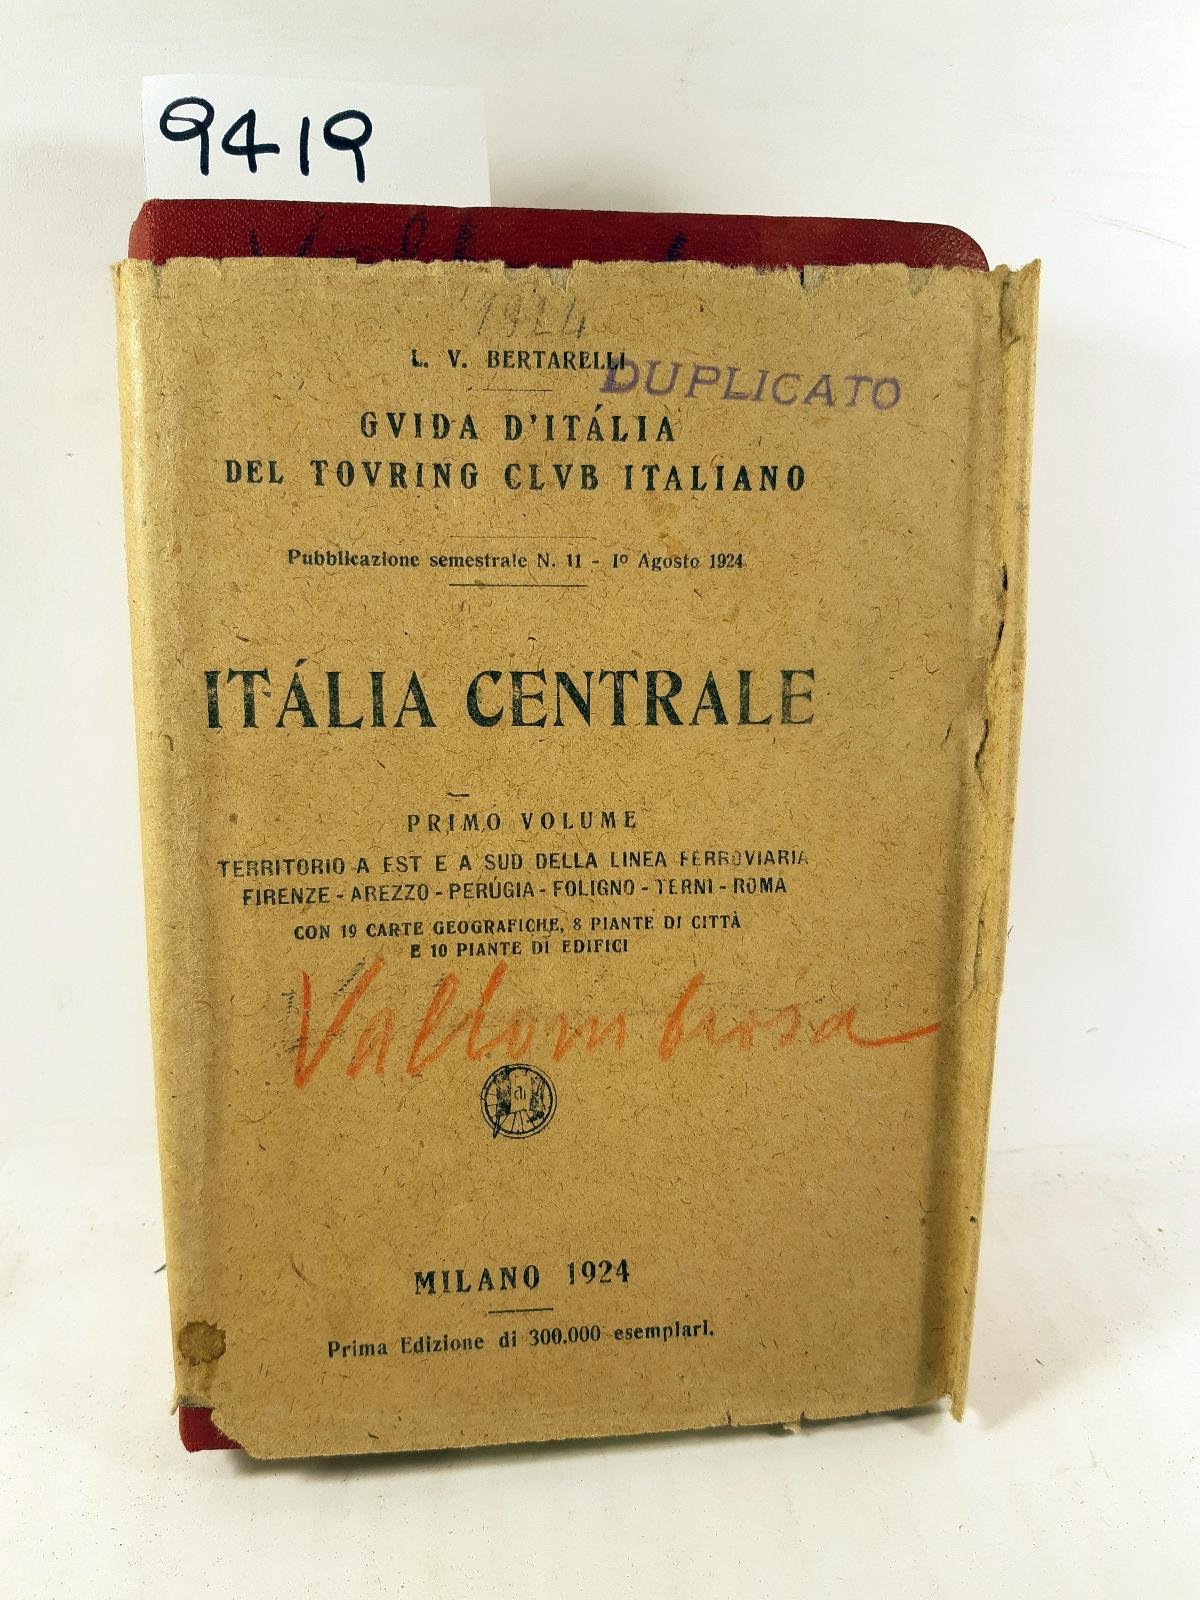 9419
1924
L. V. BERTARELLI
DUPLICATO
GVIDA D'ITÁLIA
DEL TOVRING CLVB ITALIANO
Pubblicazione semestrale N. 11 - 1º Agosto 1924
ITÁLIA CENTRALE
PRIMO VOLUME
TERRITORIO A EST E A SUD DELLA LINEA FERROVIARIA
FIRENZE - AREZZO - PERÚGIA - FOLIGNO - TERNI - ROMA
CON 19 CARTE GEOGRAFICHE, 8 PIANTE DI CITTÀ
E 10 PIANTE DI EDIFICI
Vallombrosa
MILANO 1924
Prima Edizione di 300.000 esemplari.